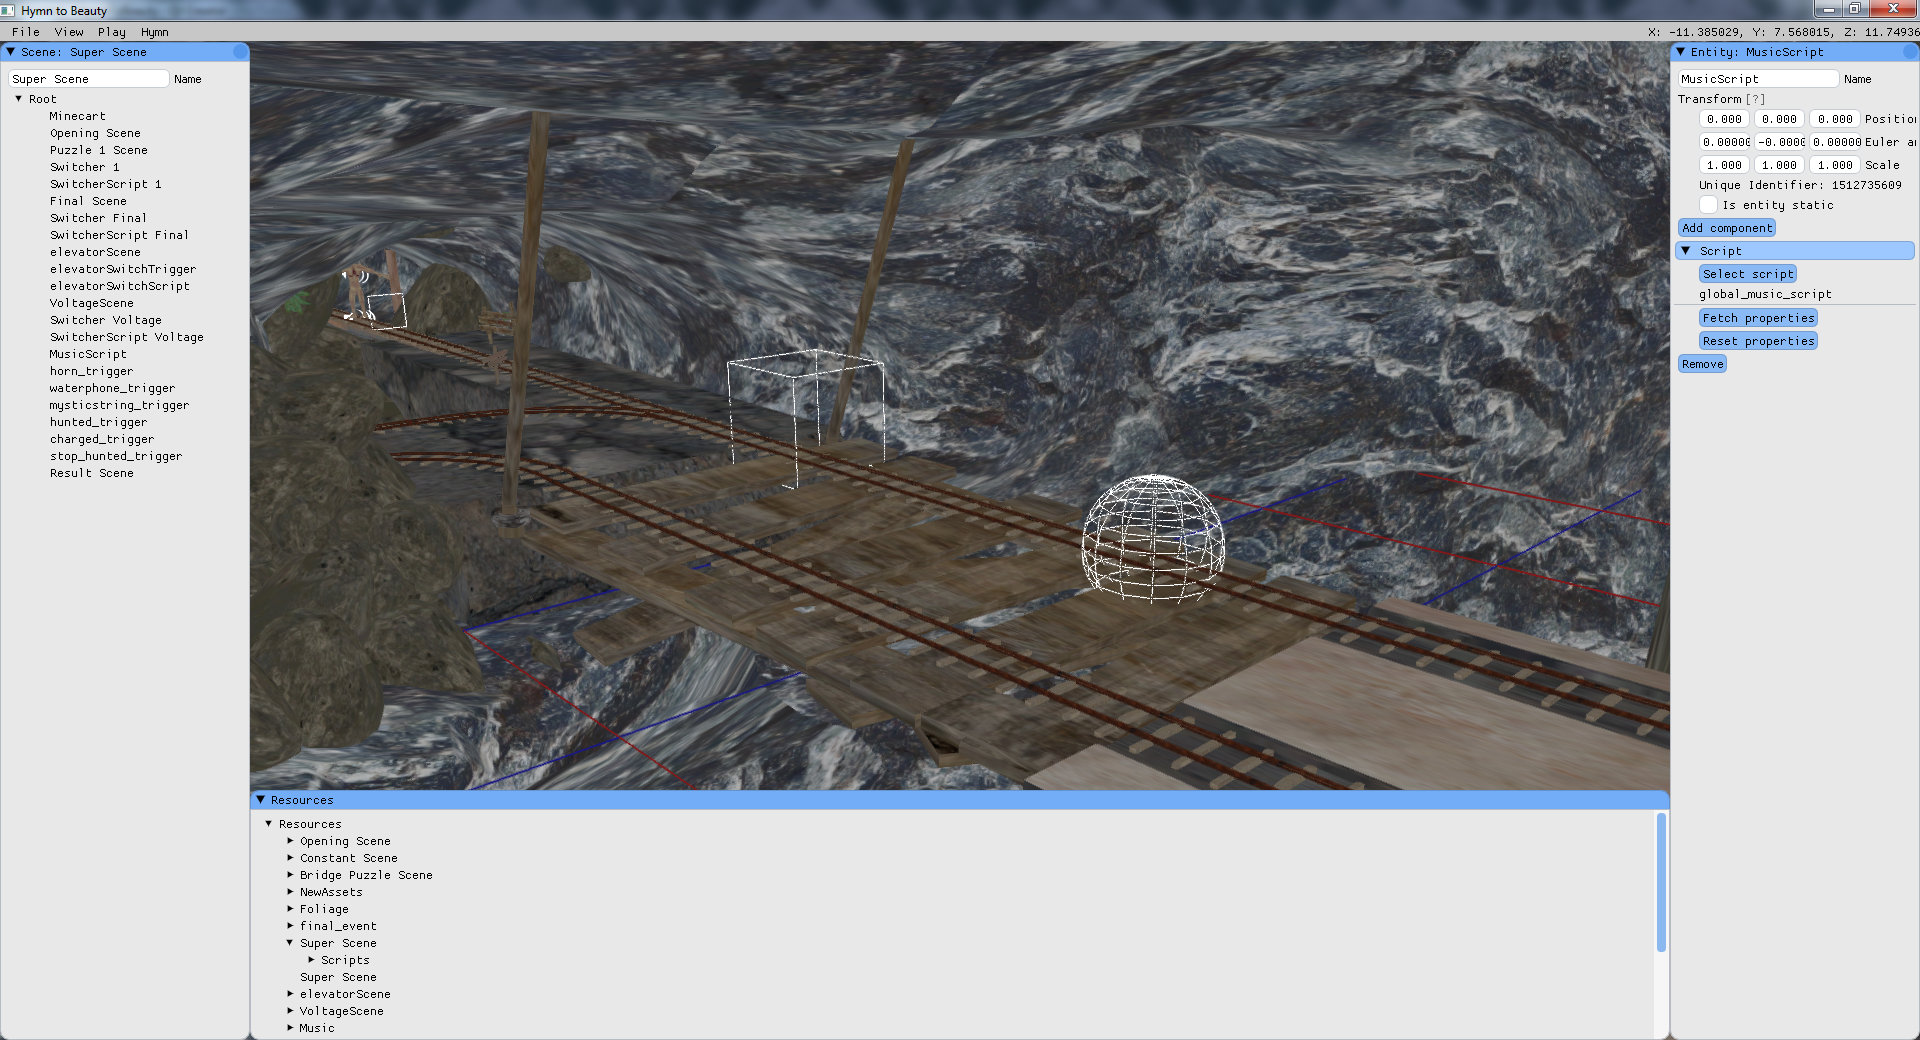 Hymn to Beauty
File View Play Hymn
X: -11.385029, Y: 7.568015, Z: 11.74936
Scene: Super Scene
Super Scene Name
Root
Minecart
Opening Scene
Puzzle 1 Scene
Switcher 1
SwitcherScript 1
Final Scene
Switcher Final
SwitcherScript Final
elevatorScene
elevatorSwitchTrigger
elevatorSwitchScript
VoltageScene
Switcher Voltage
SwitcherScript Voltage
MusicScript
horn_trigger
waterphone_trigger
mysticstring_trigger
hunted_trigger
charged_trigger
stop_hunted_trigger
Result Scene
Entity: MusicScript
MusicScript Name
Transform [?]
0.000 0.000 0.000 Position
0.00000 -0.0000 0.00000 Euler a
1.000 1.000 1.000 Scale
Unique Identifier: 1512735609
Is entity static
Add component
Script
Select script
global_music_script
Fetch properties
Reset properties
Remove
Resources
Resources
Opening Scene
Constant Scene
Bridge Puzzle Scene
NewAssets
Foliage
final_event
Super Scene
Scripts
Super Scene
elevatorScene
VoltageScene
Music